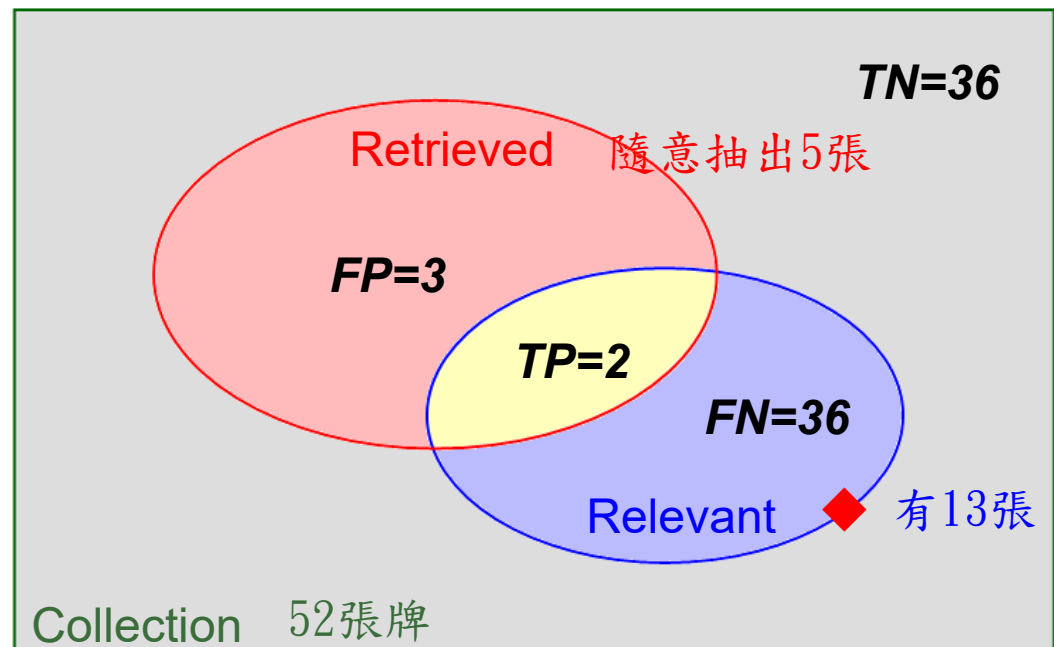 TN=36
Retrieved 隨意抽出5張
FP=3
TP=2
FN=36
Relevant 有13張
Collection 52張牌